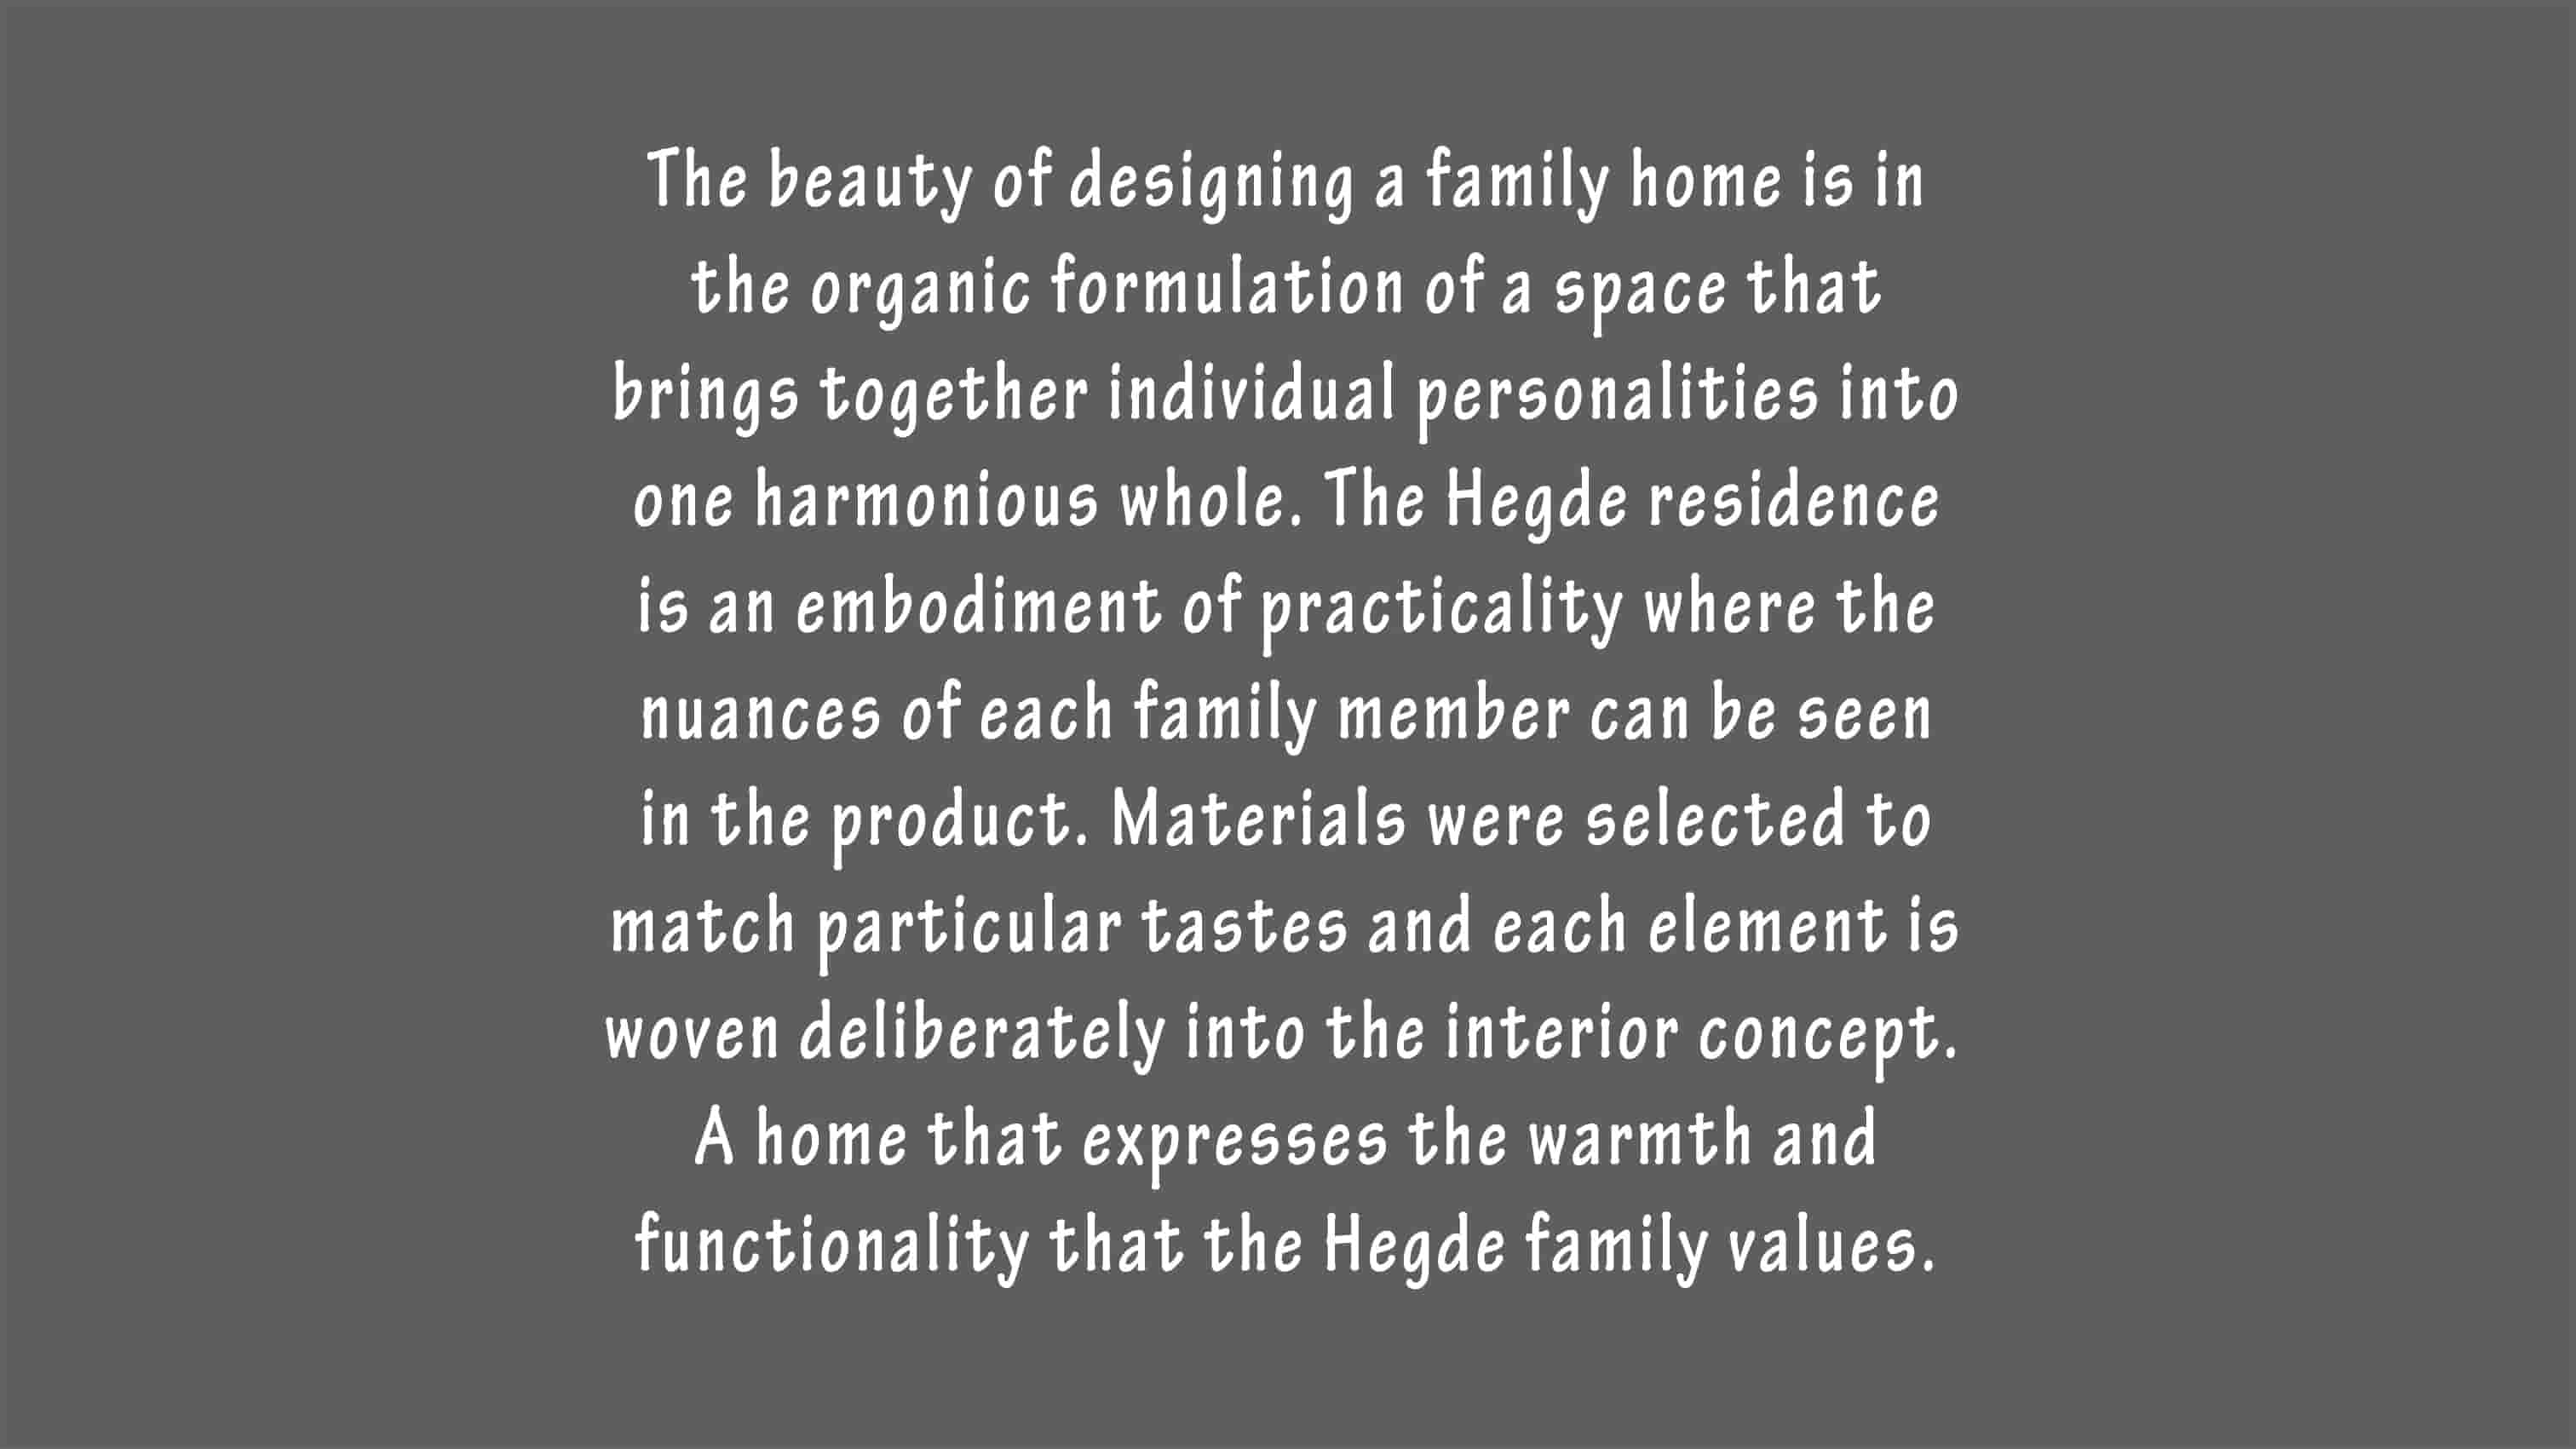 The beauty of designing a family home is in
the organic formulation of a space that
brings together individual personalities into
one harmonious whole. The Hegde residence
is an embodiment of practicality where the
nuances of each family member can be seen
in the product. Materials were selected to
match particular tastes and each element is
woven deliberately into the interior concept.
A home that expresses the warmth and
functionality that the Hegde family values.